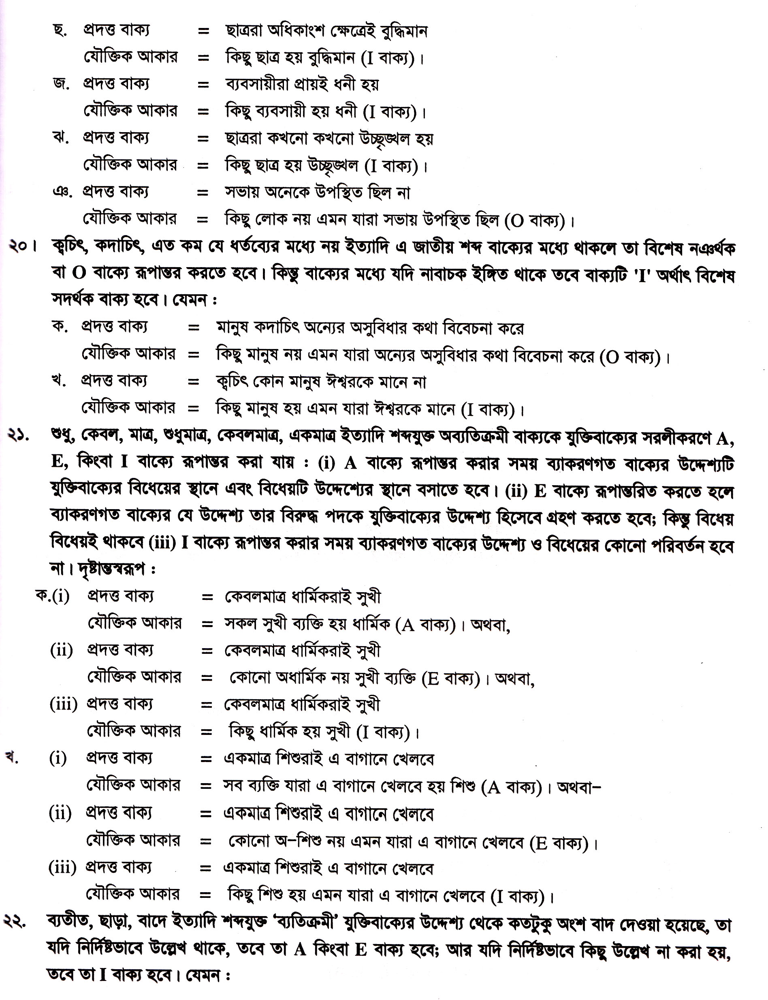 ছ. প্রদত্ত বাক্য = ছাত্ররা অধিকাংশ ক্ষেত্রেই বুদ্ধিমান
যৌক্তিক আকার = কিছু ছাত্র হয় বুদ্ধিমান (I বাক্য)।
জ. প্রদত্ত বাক্য = ব্যবসায়ীরা প্রায়ই ধনী হয়
যৌক্তিক আকার = কিছু ব্যবসায়ী হয় ধনী (I বাক্য)।
ঝ. প্রদত্ত বাক্য = ছাত্ররা কখনো কখনো উচ্ছৃঙ্খল হয়
যৌক্তিক আকার = কিছু ছাত্র হয় উচ্ছৃঙ্খল (I বাক্য)।
ঞ. প্রদত্ত বাক্য = সভায় অনেকে উপস্থিত ছিল না
যৌক্তিক আকার = কিছু লোক নয় এমন যারা সভায় উপস্থিত ছিল (O বাক্য)।
২০। ক্বচিৎ, কদাচিৎ, এত কম যে ধর্তব্যের মধ্যে নয় ইত্যাদি এ জাতীয় শব্দ বাক্যের মধ্যে থাকলে তা বিশেষ নঞর্থক
বা O বাক্যে রূপান্তর করতে হবে। কিন্তু বাক্যের মধ্যে যদি নাবাচক ইঙ্গিত থাকে তবে বাক্যটি 'I' অর্থাৎ বিশেষ
সদর্থক বাক্য হবে। যেমন :
ক. প্রদত্ত বাক্য = মানুষ কদাচিৎ অন্যের অসুবিধার কথা বিবেচনা করে
যৌক্তিক আকার = কিছু মানুষ নয় এমন যারা অন্যের অসুবিধার কথা বিবেচনা করে (O বাক্য)।
খ. প্রদত্ত বাক্য = ক্বচিৎ কোন মানুষ ঈশ্বরকে মানে না
যৌক্তিক আকার = কিছু মানুষ হয় এমন যারা ঈশ্বরকে মানে (I বাক্য)।
২১. শুধু, কেবল, মাত্র, শুধুমাত্র, কেবলমাত্র, একমাত্র ইত্যাদি শব্দযুক্ত অব্যতিক্রমী বাক্যকে যুক্তিবাক্যের সরলীকরণে A,
E, কিংবা I বাক্যে রূপান্তর করা যায় : (i) A বাক্যে রূপান্তর করার সময় ব্যাকরণগত বাক্যের উদ্দেশ্যটি
যুক্তিবাক্যের বিধেয়ের স্থানে এবং বিধেয়টি উদ্দেশ্যের স্থানে বসাতে হবে। (ii) E বাক্যে রূপান্তরিত করতে হলে
ব্যাকরণগত বাক্যের যে উদ্দেশ্য তার বিরুদ্ধ পদকে যুক্তিবাক্যের উদ্দেশ্য হিসেবে গ্রহণ করতে হবে; কিন্তু বিধেয়
বিধেয়ই থাকবে (iii) I বাক্যে রূপান্তর করার সময় ব্যাকরণগত বাক্যের উদ্দেশ্য ও বিধেয়ের কোনো পরিবর্তন হবে
না। দৃষ্টান্তস্বরূপ :
ক.(i) প্রদত্ত বাক্য = কেবলমাত্র ধার্মিকরাই সুখী
যৌক্তিক আকার = সকল সুখী ব্যক্তি হয় ধার্মিক (A বাক্য)। অথবা,
(ii) প্রদত্ত বাক্য = কেবলমাত্র ধার্মিকরাই সুখী
যৌক্তিক আকার = কোনো অধার্মিক নয় সুখী ব্যক্তি (E বাক্য)। অথবা,
(iii) প্রদত্ত বাক্য = কেবলমাত্র ধার্মিকরাই সুখী
যৌক্তিক আকার = কিছু ধার্মিক হয় সুখী (I বাক্য)।
খ. (i) প্রদত্ত বাক্য = একমাত্র শিশুরাই এ বাগানে খেলবে
যৌক্তিক আকার = সব ব্যক্তি যারা এ বাগানে খেলবে হয় শিশু (A বাক্য)। অথবা–
(ii) প্রদত্ত বাক্য = একমাত্র শিশুরাই এ বাগানে খেলবে
যৌক্তিক আকার = কোনো অ–শিশু নয় এমন যারা এ বাগানে খেলবে (E বাক্য)।
(iii) প্রদত্ত বাক্য = একমাত্র শিশুরাই এ বাগানে খেলবে
যৌক্তিক আকার = কিছু শিশু হয় এমন যারা এ বাগানে খেলবে (I বাক্য)।
২২. ব্যতীত, ছাড়া, বাদে ইত্যাদি শব্দযুক্ত ‘ব্যতিক্রমী’ যুক্তিবাক্যের উদ্দেশ্য থেকে কতটুকু অংশ বাদ দেওয়া হয়েছে, তা
যদি নির্দিষ্টভাবে উল্লেখ থাকে, তবে তা A কিংবা E বাক্য হবে; আর যদি নির্দিষ্টভাবে কিছু উল্লেখ না করা হয়,
তবে তা I বাক্য হবে। যেমন :